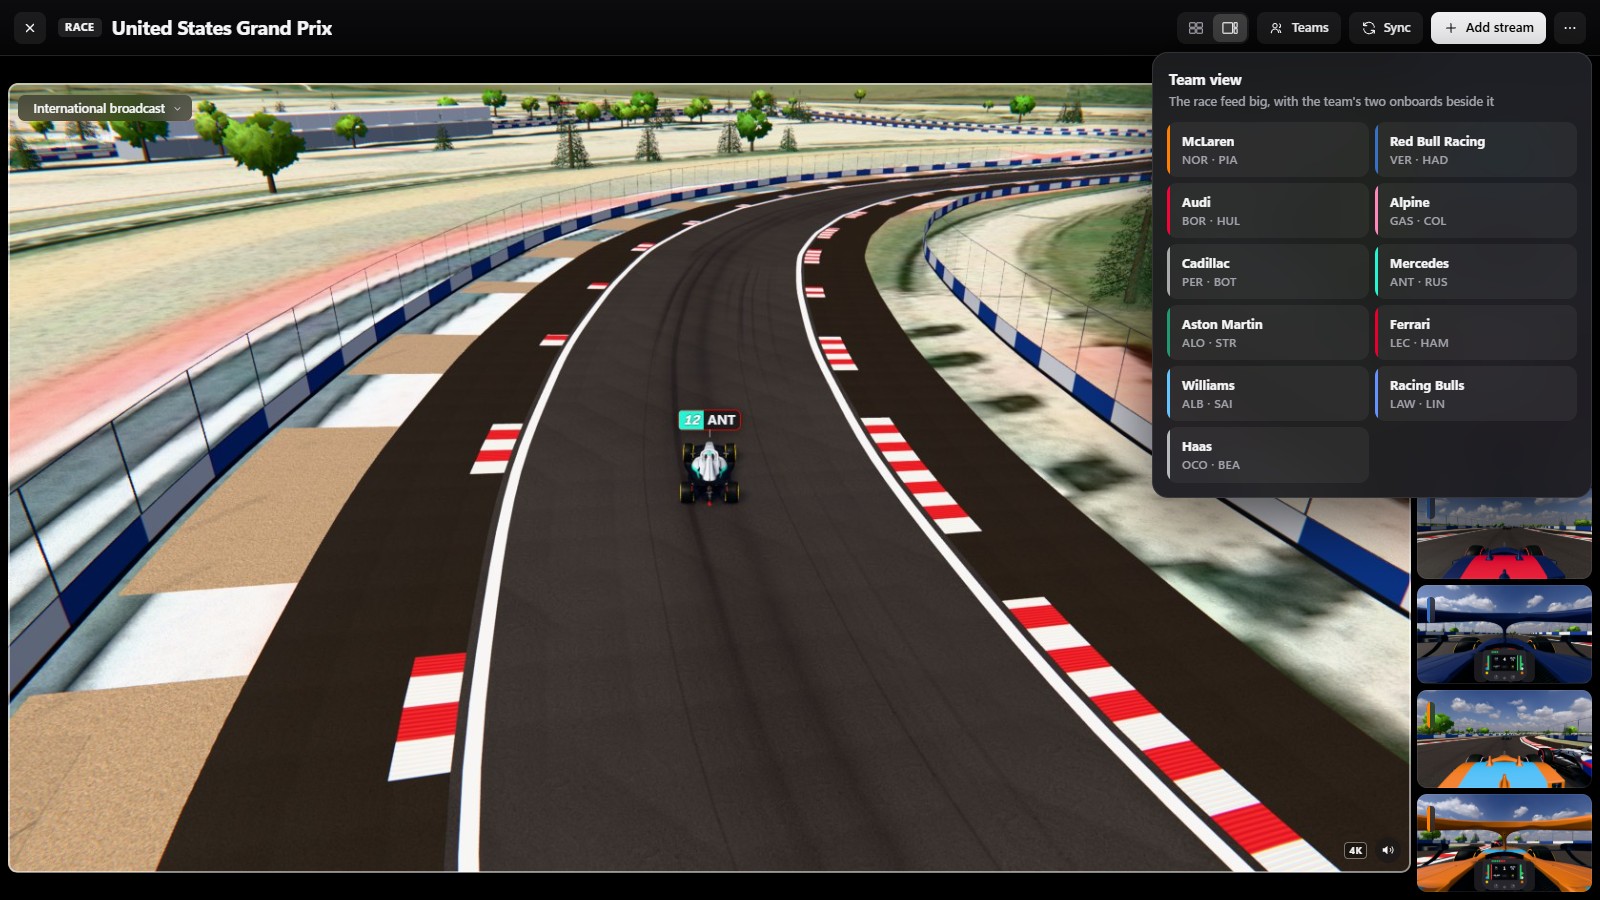 RACE
United States Grand Prix
Teams
Sync
Add stream
International broadcast
Team view
The race feed big, with the team's two onboards beside it
McLaren
NOR · PIA
Red Bull Racing
VER · HAD
Audi
BOR · HUL
Alpine
GAS · COL
Cadillac
PER · BOT
Mercedes
ANT · RUS
Aston Martin
ALO · STR
Ferrari
LEC · HAM
Williams
ALB · SAI
Racing Bulls
LAW · LIN
Haas
OCO · BEA
12 ANT
4K